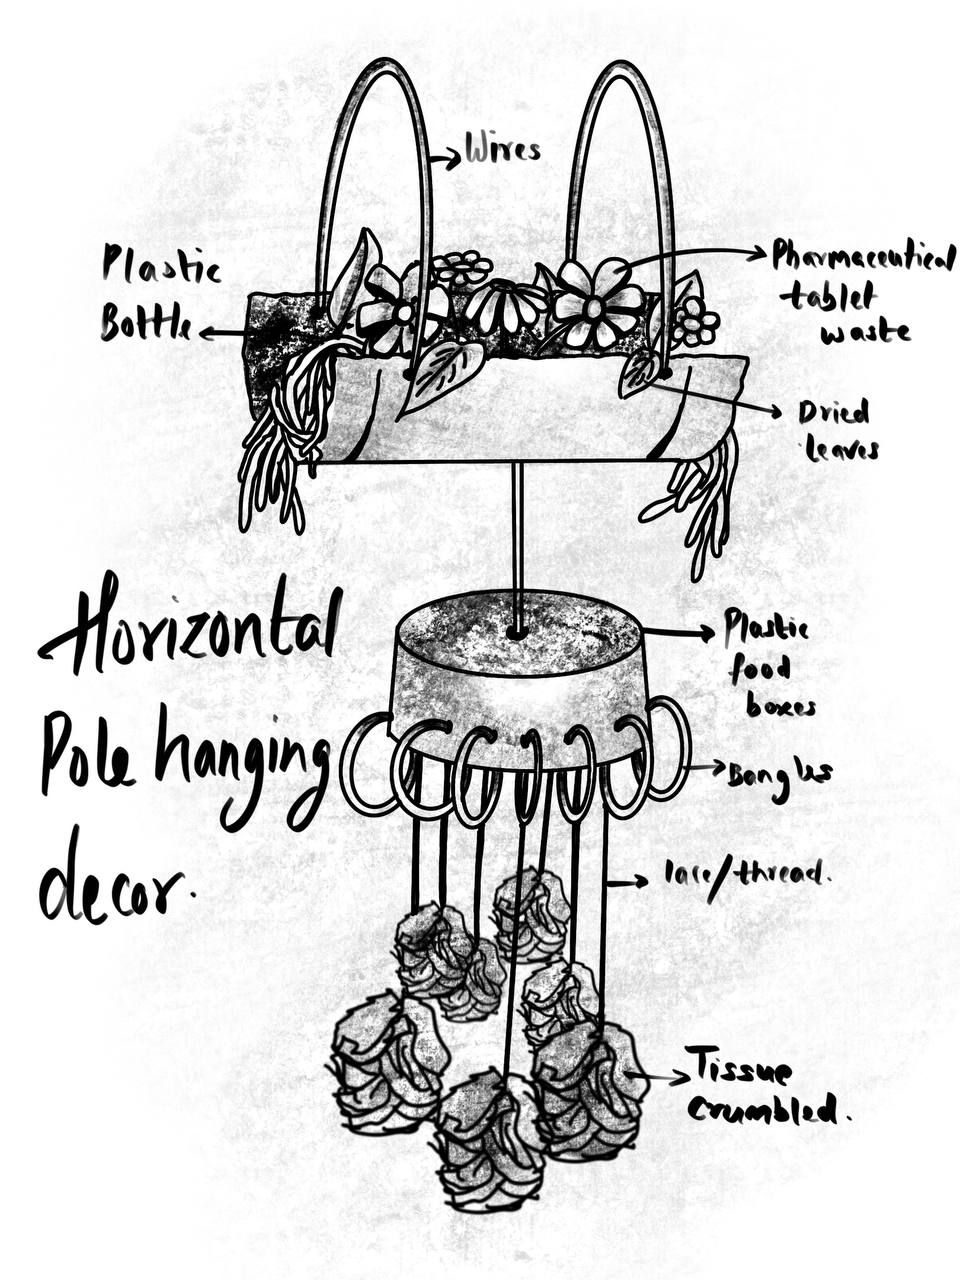 Wires
Plastic
Bottle
Pharmaceutical
tablet
waste
Dried
leaves
Horizontal
Pole hanging
decor.
Plastic
food
boxes
Bangles
lace/thread.
Tissue
crumbled.